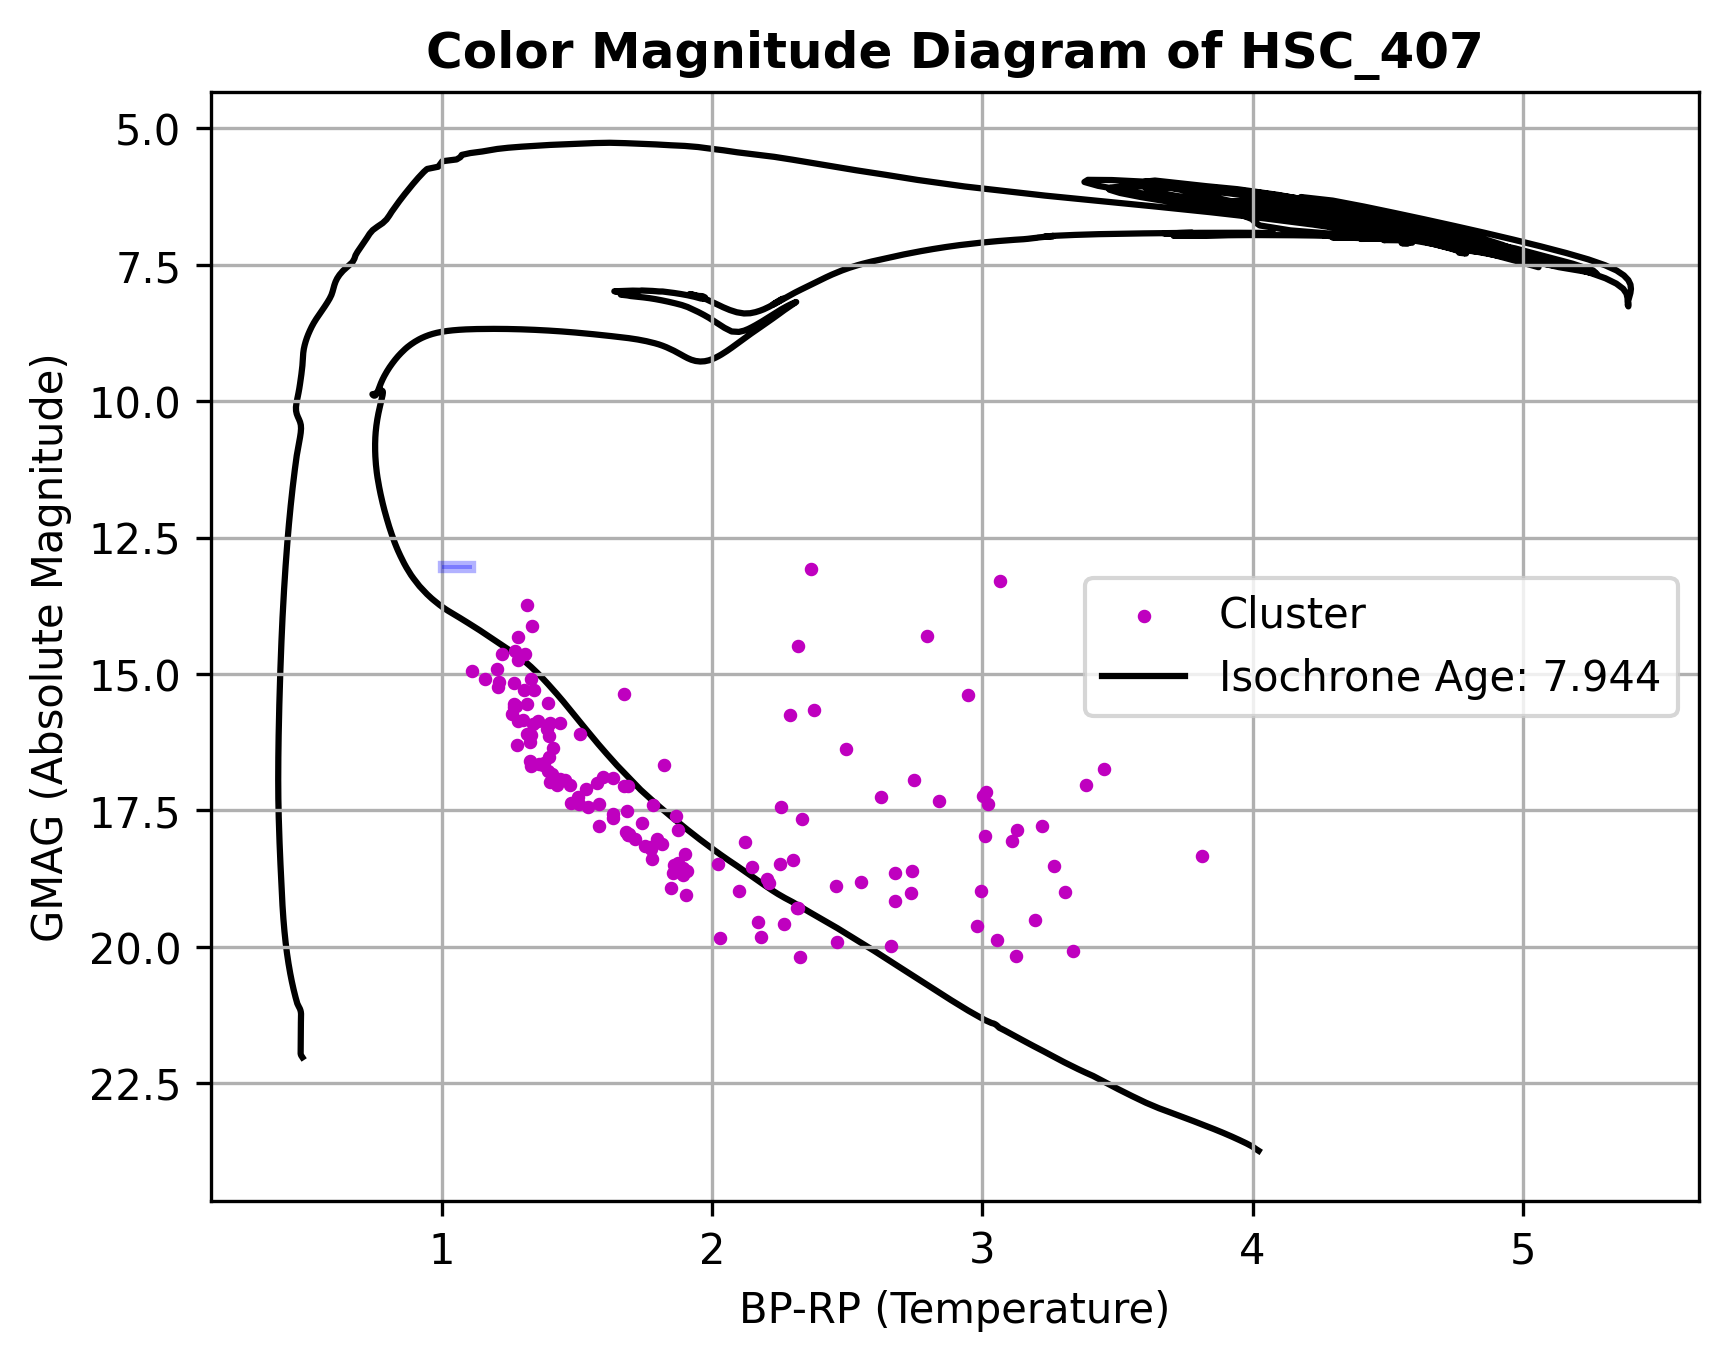 Color Magnitude Diagram of HSC_407
GMAG (Absolute Magnitude)
5.0
7.5
10.0
12.5
15.0
17.5
20.0
22.5
Cluster
Isochrone Age: 7.944
1
2
3
4
5
BP-RP (Temperature)